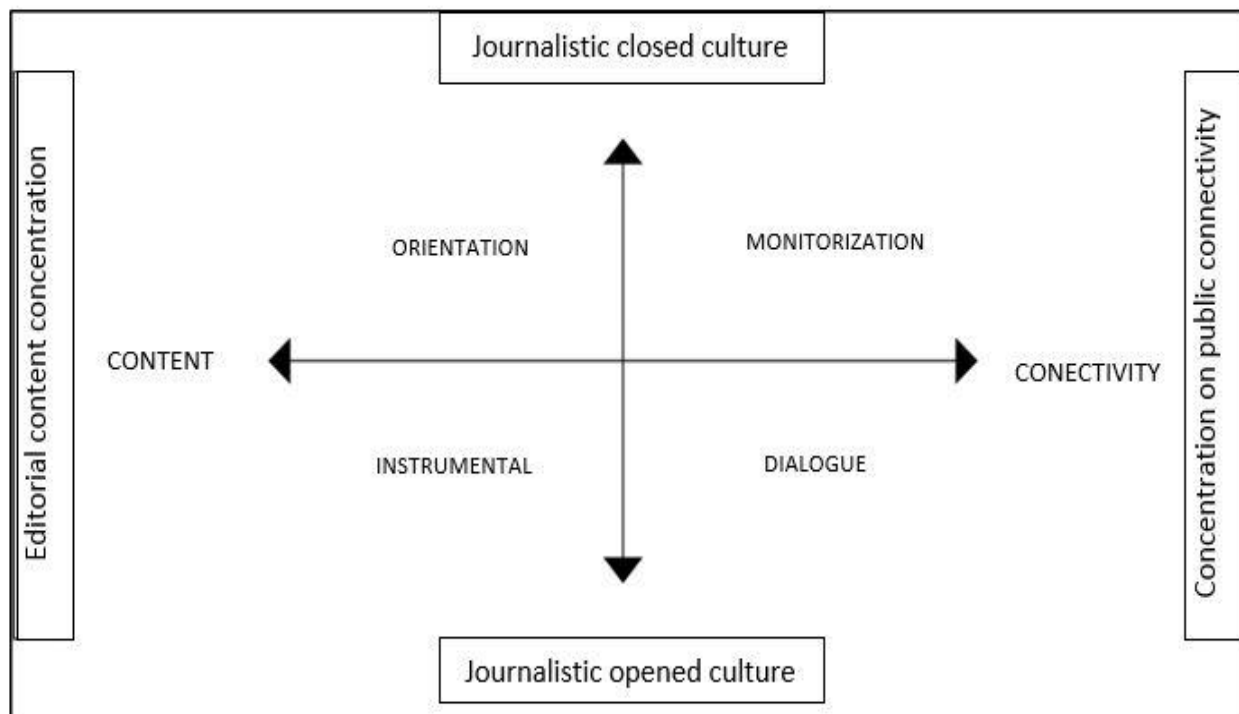 Journalistic closed culture
Editorial content concentration
Concentration on public connectivity
ORIENTATION
MONITORIZATION
CONTENT
CONECTIVITY
INSTRUMENTAL
DIALOGUE
Journalistic opened culture